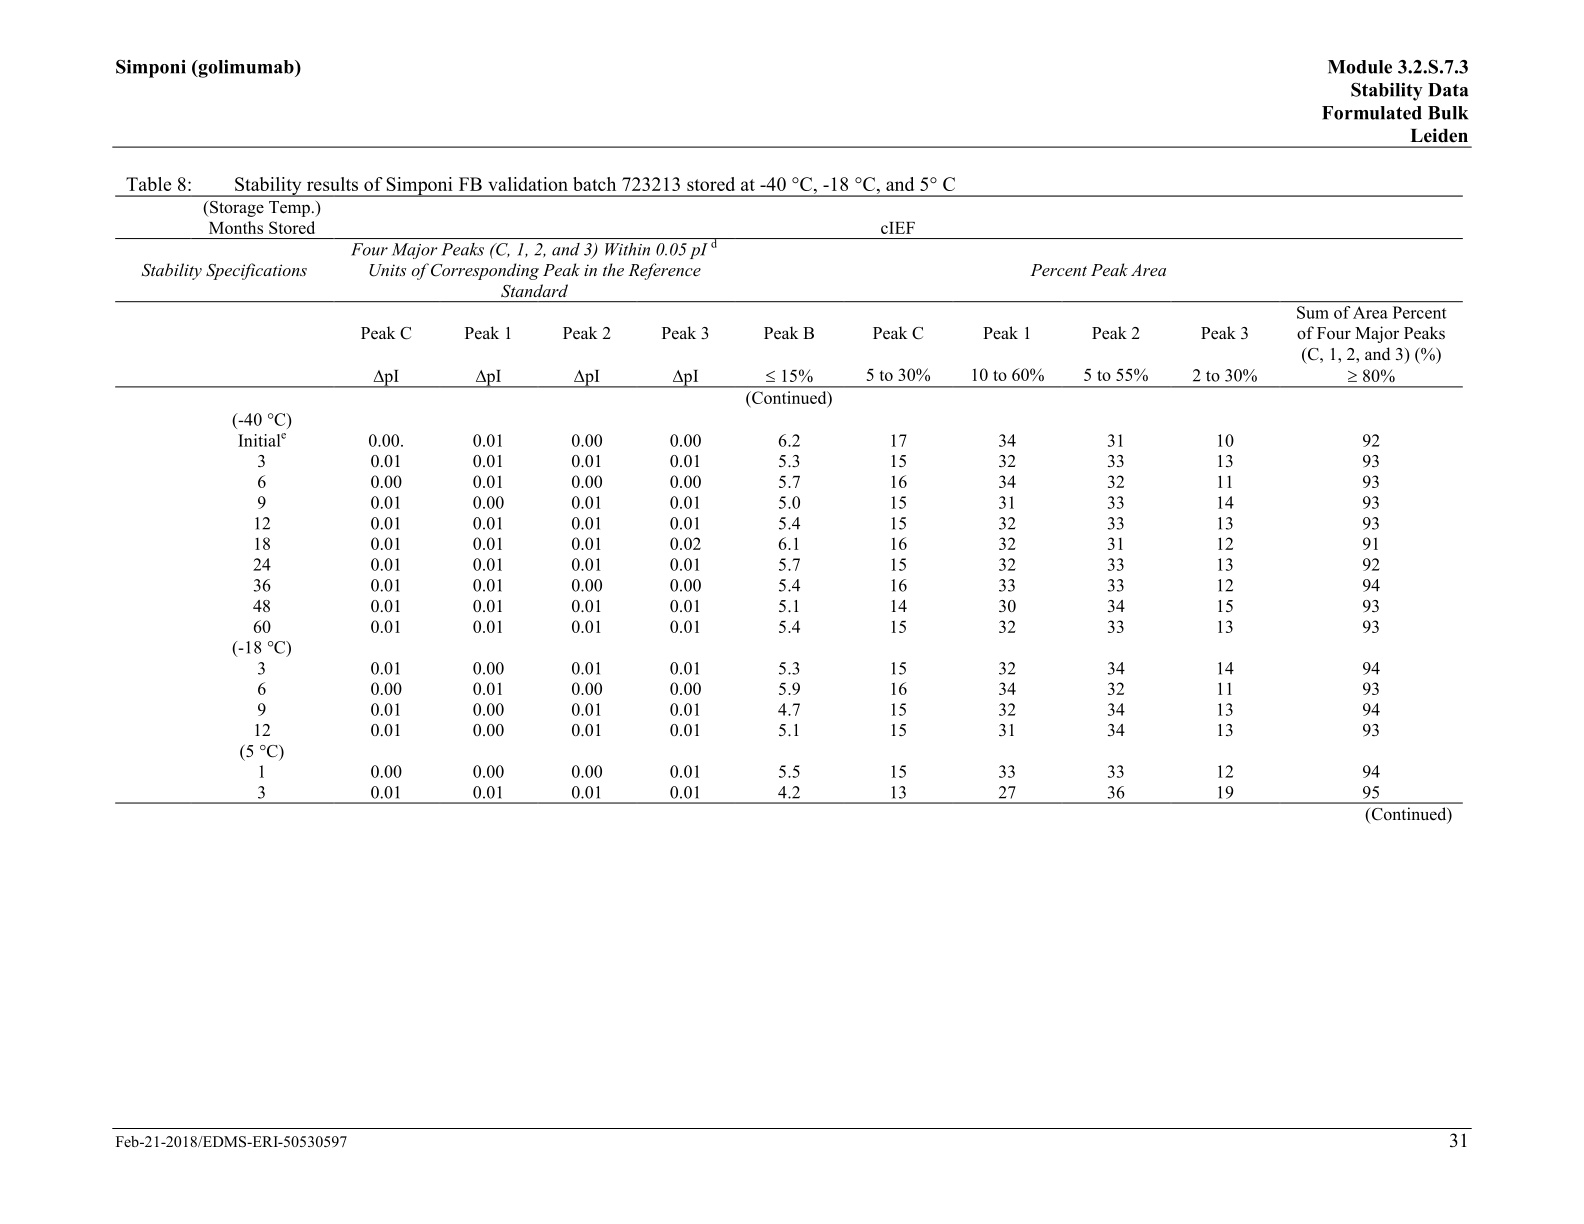 Simponi (golimumab)
Module 3.2.S.7.3
Stability Data
Formulated Bulk
Leiden
Table 8: Stability results of Simponi FB validation batch 723213 stored at -40 °C, -18 °C, and 5° C
(Storage Temp.)
Months Stored cIEF
Stability Specifications
Four Major Peaks (C, 1, 2, and 3) Within 0.05 pI d
Units of Corresponding Peak in the Reference
Standard
Percent Peak Area
Peak C Peak 1 Peak 2 Peak 3 Peak B Peak C Peak 1 Peak 2 Peak 3
Sum of Area Percent
of Four Major Peaks
(C, 1, 2, and 3) (%)
ΔpI ΔpI ΔpI ΔpI ≤ 15% 5 to 30% 10 to 60% 5 to 55% 2 to 30% ≥ 80%
(Continued)
(-40 °C)
Initiale 0.00. 0.01 0.00 0.00 6.2 17 34 31 10 92
3 0.01 0.01 0.01 0.01 5.3 15 32 33 13 93
6 0.00 0.01 0.00 0.00 5.7 16 34 32 11 93
9 0.01 0.00 0.01 0.01 5.0 15 31 33 14 93
12 0.01 0.01 0.01 0.01 5.4 15 32 33 13 93
18 0.01 0.01 0.01 0.02 6.1 16 32 31 12 91
24 0.01 0.01 0.01 0.01 5.7 15 32 33 13 92
36 0.01 0.01 0.00 0.00 5.4 16 33 33 12 94
48 0.01 0.01 0.01 0.01 5.1 14 30 34 15 93
60 0.01 0.01 0.01 0.01 5.4 15 32 33 13 93
(-18 °C)
3 0.01 0.00 0.01 0.01 5.3 15 32 34 14 94
6 0.00 0.01 0.00 0.00 5.9 16 34 32 11 93
9 0.01 0.00 0.01 0.01 4.7 15 32 34 13 94
12 0.01 0.00 0.01 0.01 5.1 15 31 34 13 93
(5 °C)
1 0.00 0.00 0.00 0.01 5.5 15 33 33 12 94
3 0.01 0.01 0.01 0.01 4.2 13 27 36 19 95
(Continued)
Feb-21-2018/EDMS-ERI-50530597 31